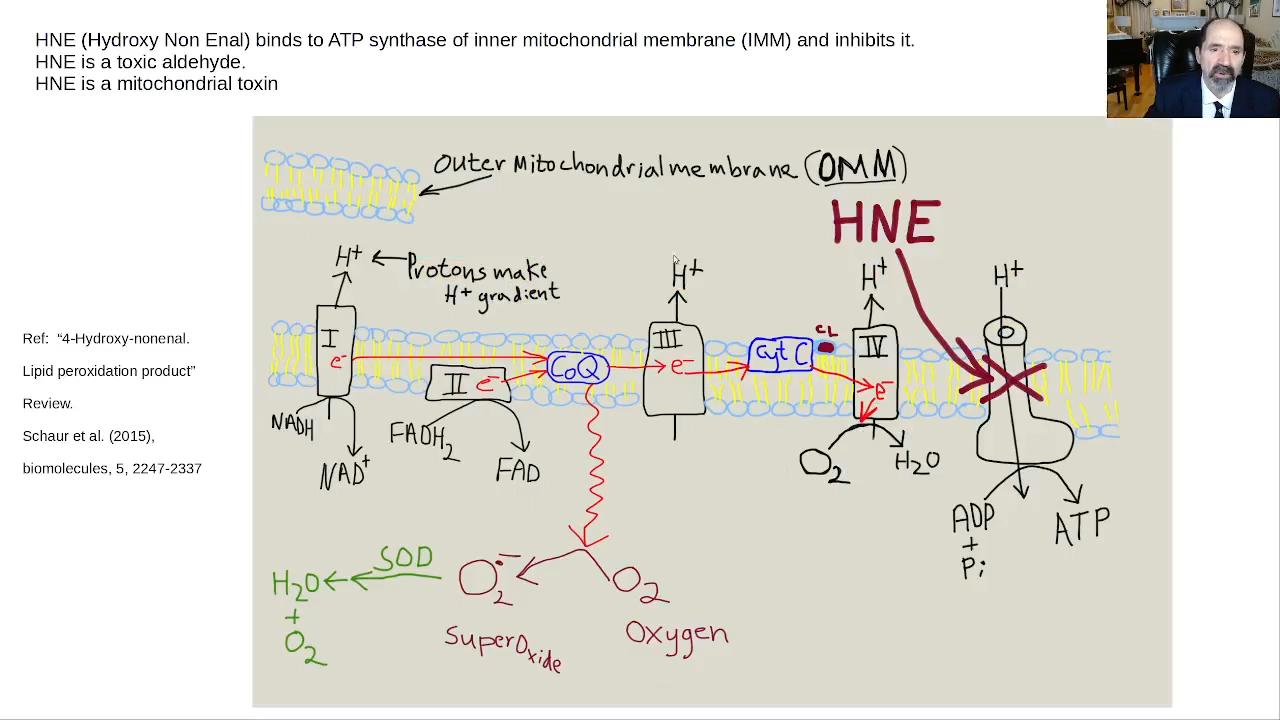 HNE (Hydroxy Non Enal) binds to ATP synthase of inner mitochondrial membrane (IMM) and inhibits it.
HNE is a toxic aldehyde.
HNE is a mitochondrial toxin
Outer Mitochondrial membrane (OMM)
HNE
H+
Protons make
H+ gradient
H+
H+
H+
I
III
CL
IV
e-
CoQ
e-
Cyt C
II
e-
e-
NADH
NAD+
FADH2
FAD
O2
H2O
ADP
+
Pi
ATP
Ref: “4-Hydroxy-nonenal.
Lipid peroxidation product”
Review.
Schaur et al. (2015),
biomolecules, 5, 2247-2337
SOD
H2O
+
O2
O2•−
O2
SuperOxide
Oxygen